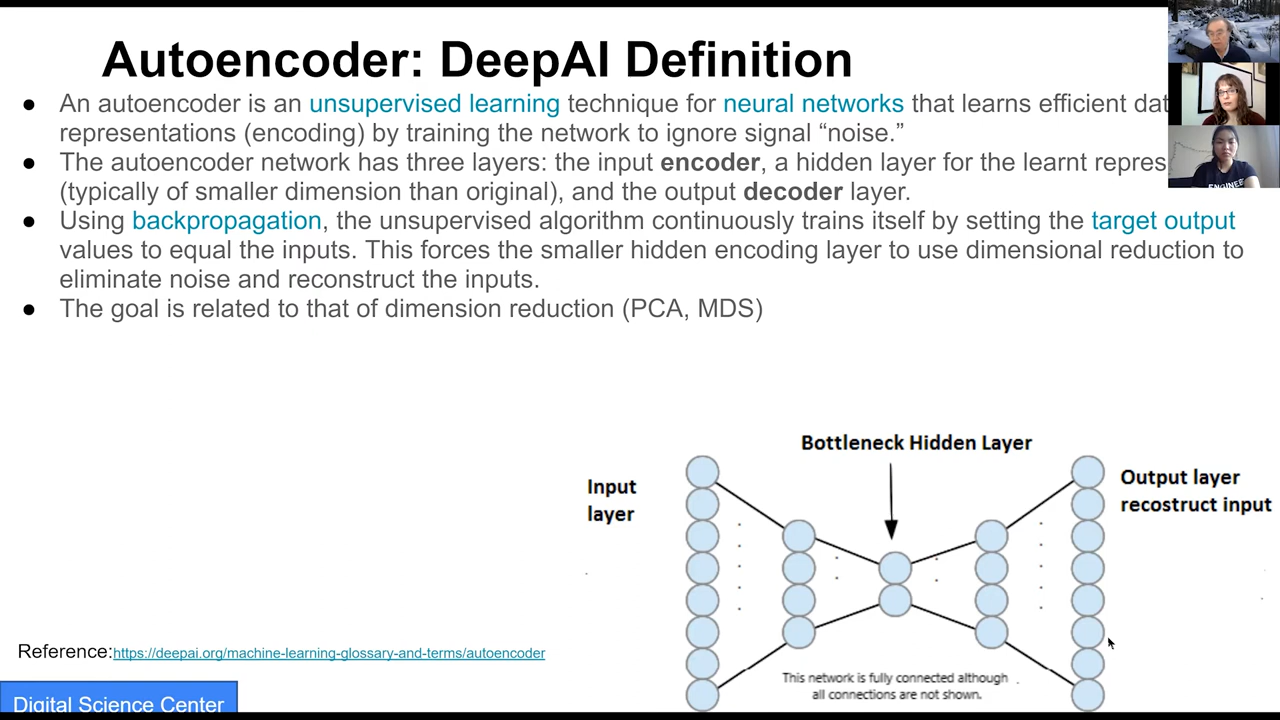 Autoencoder: DeepAI Definition
● An autoencoder is an unsupervised learning technique for neural networks that learns efficient
representations (encoding) by training the network to ignore signal “noise.”
● The autoencoder network has three layers: the input encoder, a hidden layer for the learnt
(typically of smaller dimension than original), and the output decoder layer.
● Using backpropagation, the unsupervised algorithm continuously trains itself by setting the target output
values to equal the inputs. This forces the smaller hidden encoding layer to use dimensional reduction to
eliminate noise and reconstruct the inputs.
● The goal is related to that of dimension reduction (PCA, MDS)
Bottleneck Hidden Layer
Input
layer
Output layer
recostruct input
This network is fully connected although
all connections are not shown.
Reference:https://deepai.org/machine-learning-glossary-and-terms/autoencoder
Digital Science Center